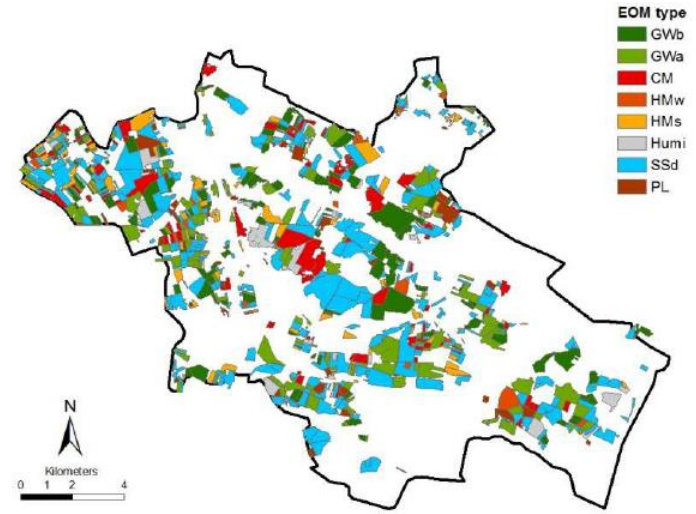 EOM type
GWb
GWa
CM
HMw
HMs
Humi
SSd
PL
N
Kilometers
0 1 2 4